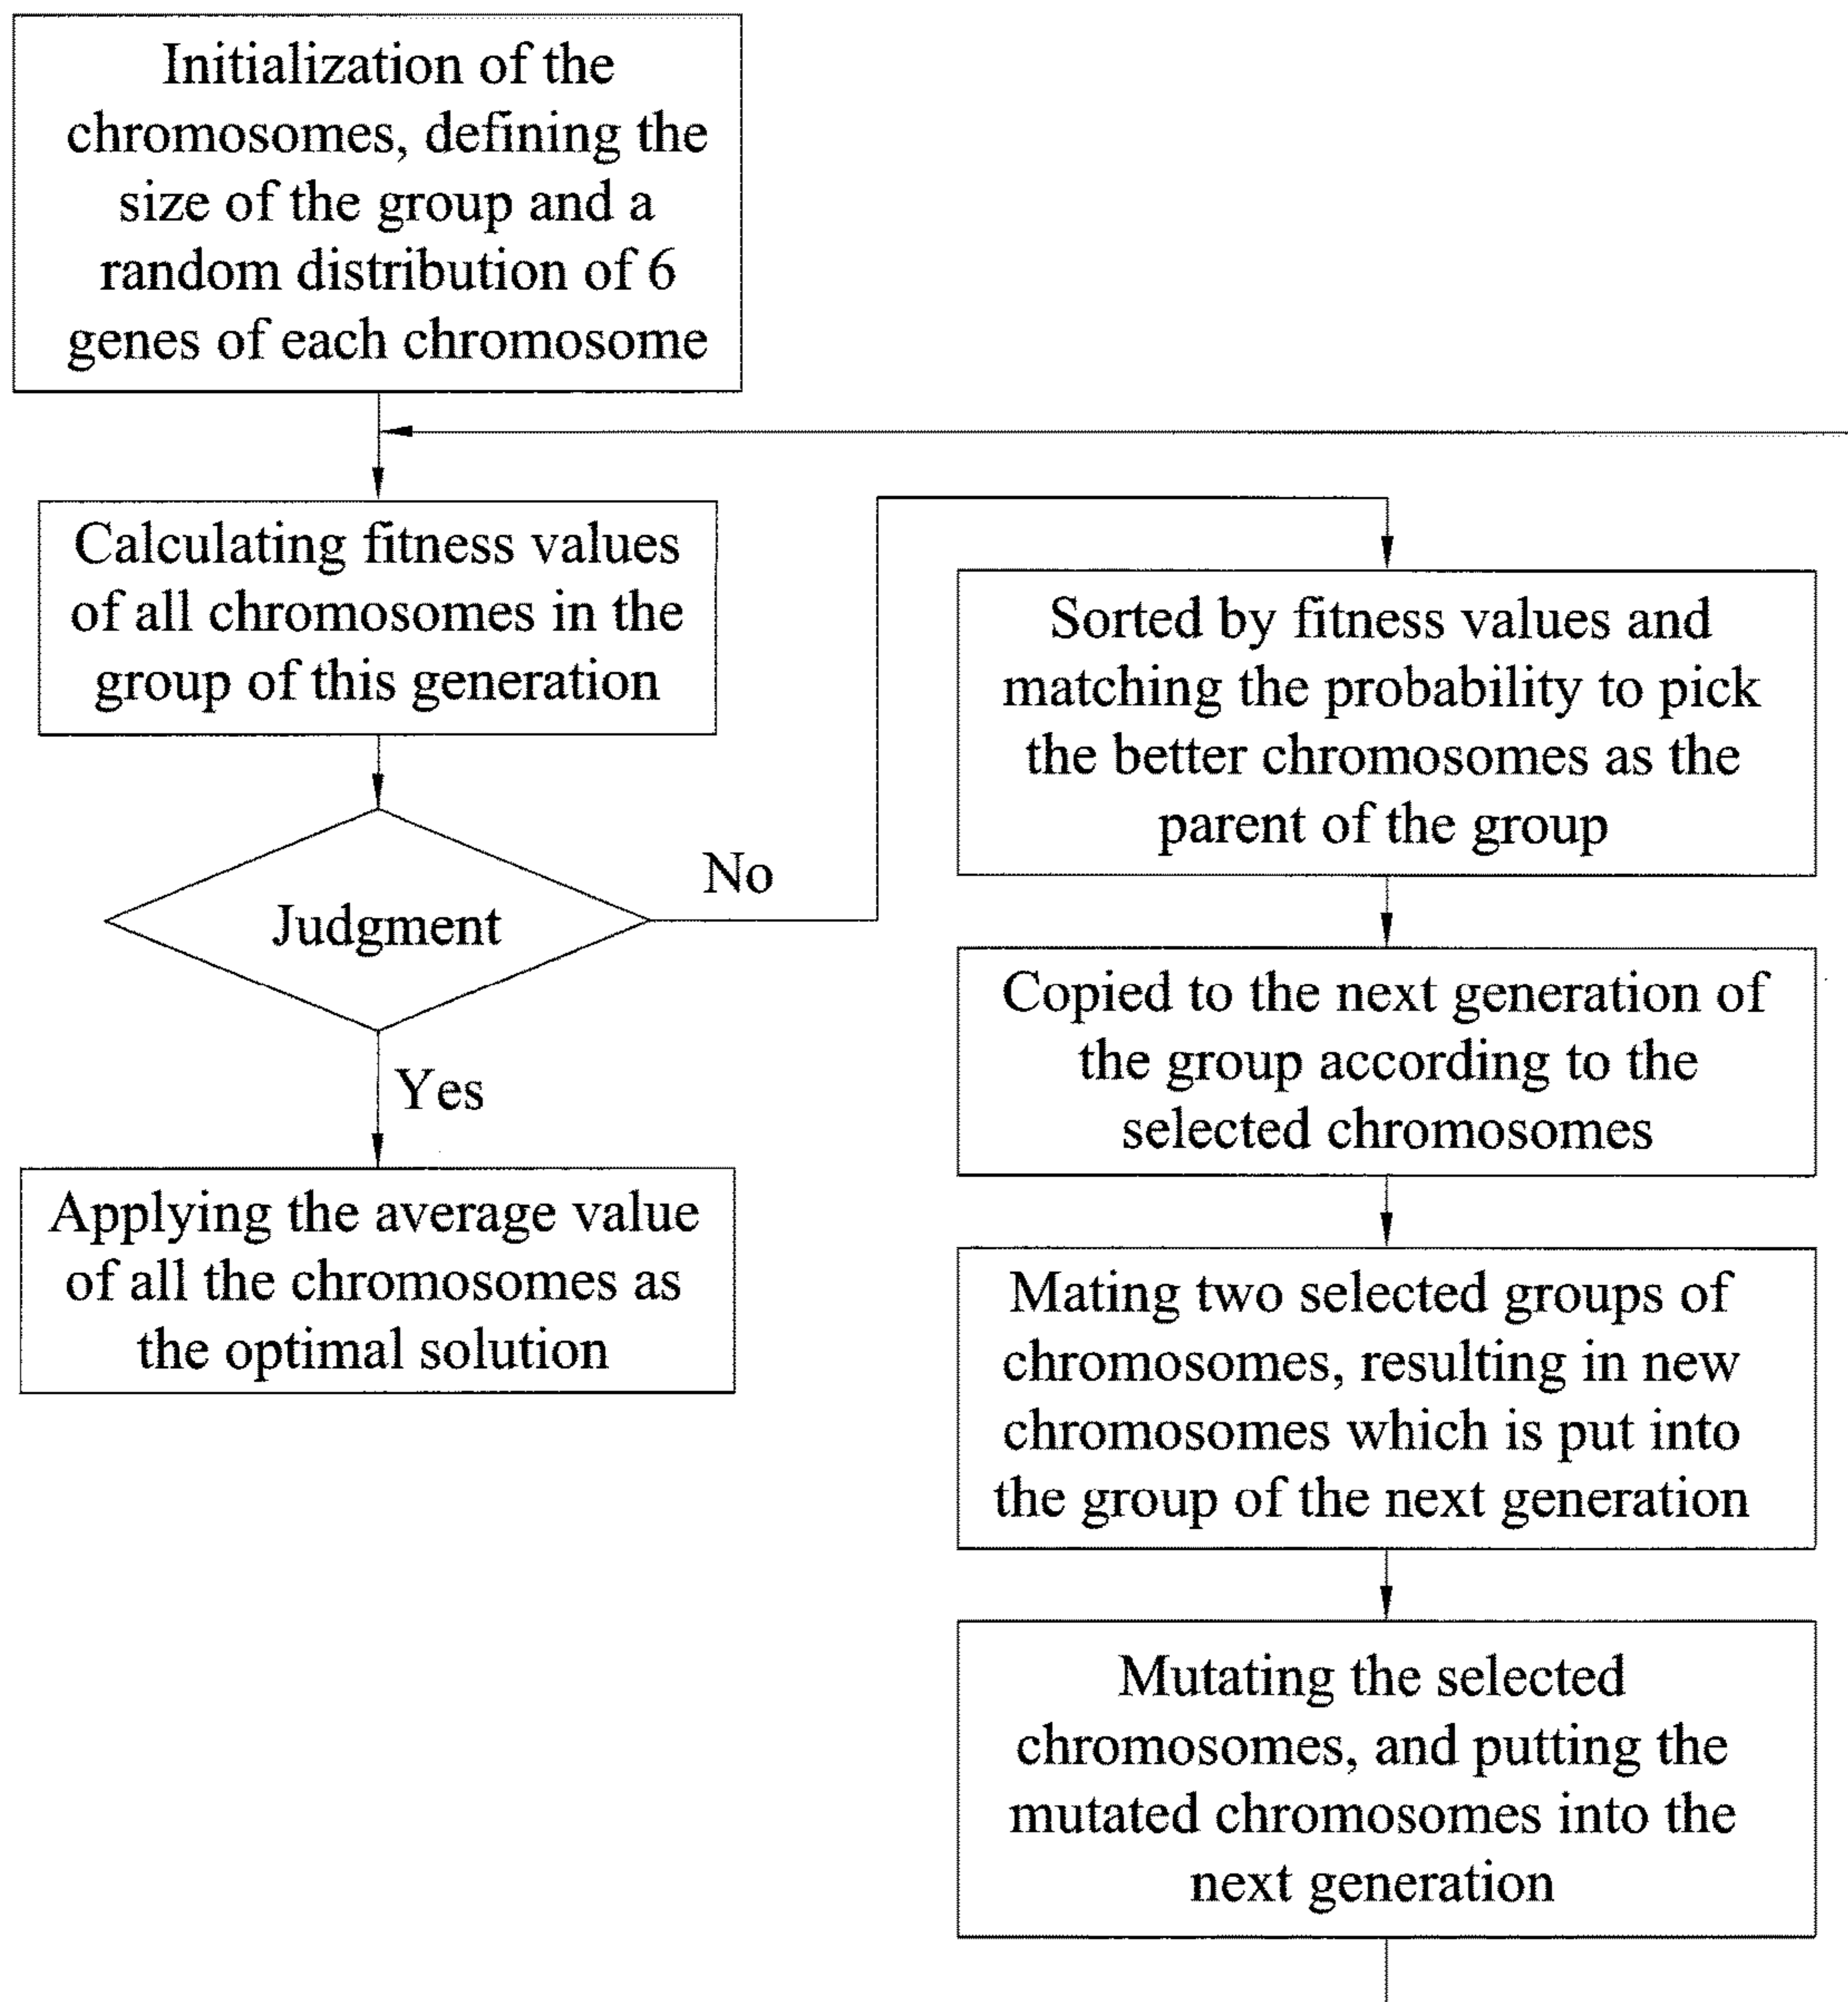 Initialization of the
chromosomes, defining the
size of the group and a
random distribution of 6
genes of each chromosome
Calculating fitness values
of all chromosomes in the
group of this generation
Judgment
No
Yes
Applying the average value
of all the chromosomes as
the optimal solution
Sorted by fitness values and
matching the probability to pick
the better chromosomes as the
parent of the group
Copied to the next generation of
the group according to the
selected chromosomes
Mating two selected groups of
chromosomes, resulting in new
chromosomes which is put into
the group of the next generation
Mutating the selected
chromosomes, and putting the
mutated chromosomes into the
next generation